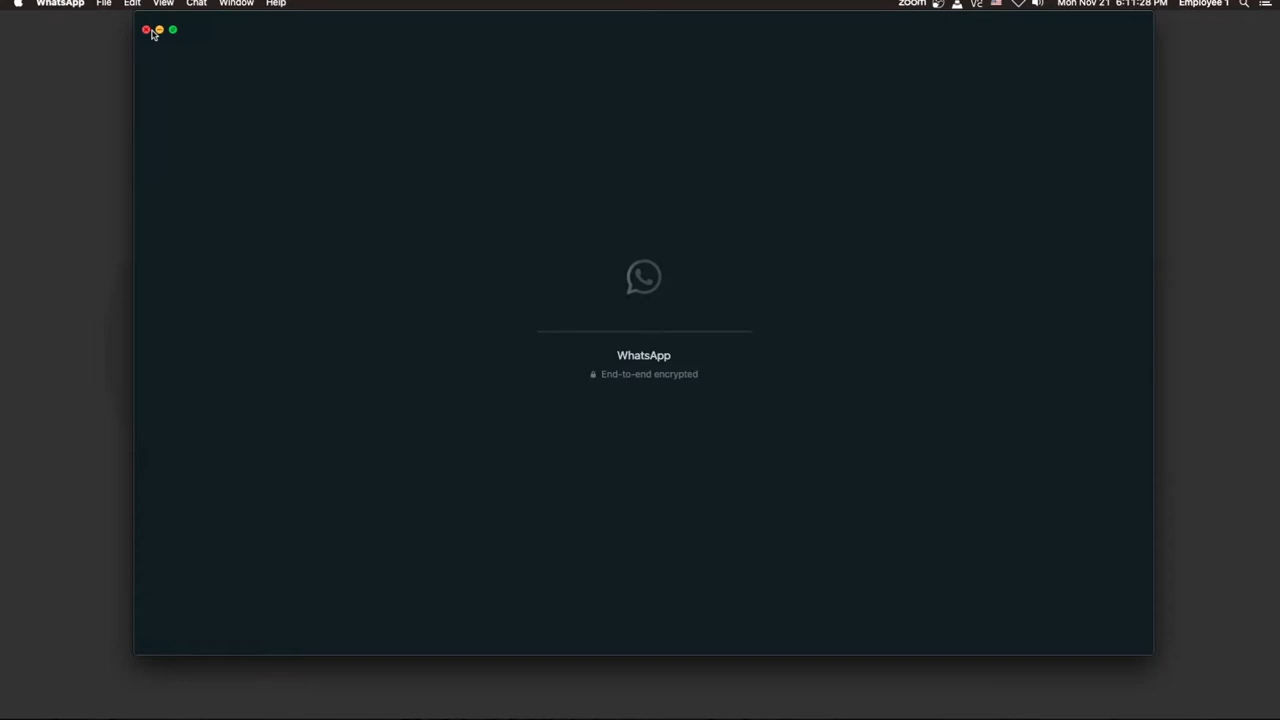 WhatsApp File Edit View Chat Window Help zoom V2 Mon Nov 21 6:11:28 PM Employee 1
WhatsApp
End-to-end encrypted